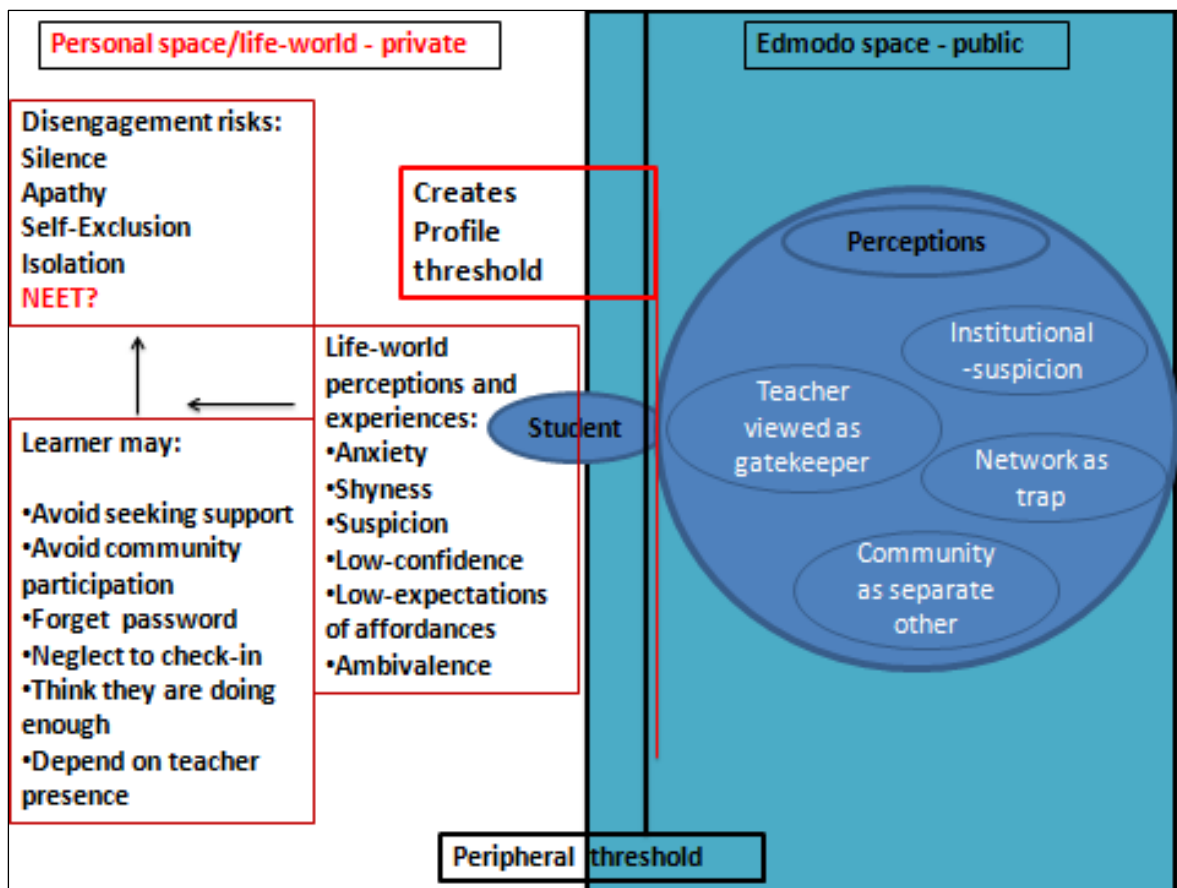 Personal space/life-world - private
Edmodo space - public
Disengagement risks:
Silence
Apathy
Self-Exclusion
Isolation
NEET?
Creates
Profile
threshold
Life-world
perceptions and
experiences:
•Anxiety
•Shyness
•Suspicion
•Low-confidence
•Low-expectations
of affordances
•Ambivalence
Learner may:
•Avoid seeking support
•Avoid community
participation
•Forget password
•Neglect to check-in
•Think they are doing
enough
•Depend on teacher
presence
Student
Perceptions
Institutional
-suspicion
Teacher
viewed as
gatekeeper
Network as
trap
Community
as separate
other
Peripheral threshold